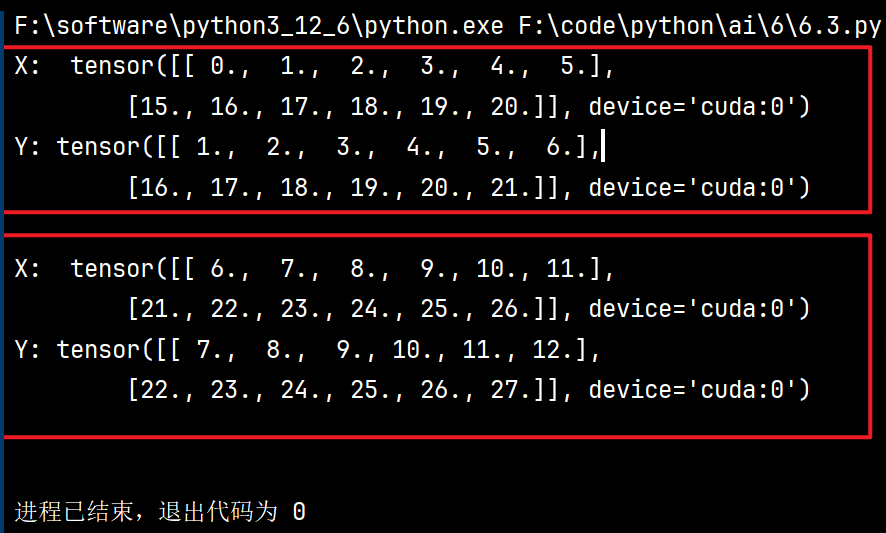 F:\software\python3_12_6\python.exe F:\code\python\ai\6\6.3.py
X:  tensor([[ 0.,  1.,  2.,  3.,  4.,  5.],
        [15., 16., 17., 18., 19., 20.]], device='cuda:0')
Y: tensor([[ 1.,  2.,  3.,  4.,  5.,  6.],
        [16., 17., 18., 19., 20., 21.]], device='cuda:0')
X:  tensor([[ 6.,  7.,  8.,  9., 10., 11.],
        [21., 22., 23., 24., 25., 26.]], device='cuda:0')
Y: tensor([[ 7.,  8.,  9., 10., 11., 12.],
        [22., 23., 24., 25., 26., 27.]], device='cuda:0')
进程已结束，退出代码为 0